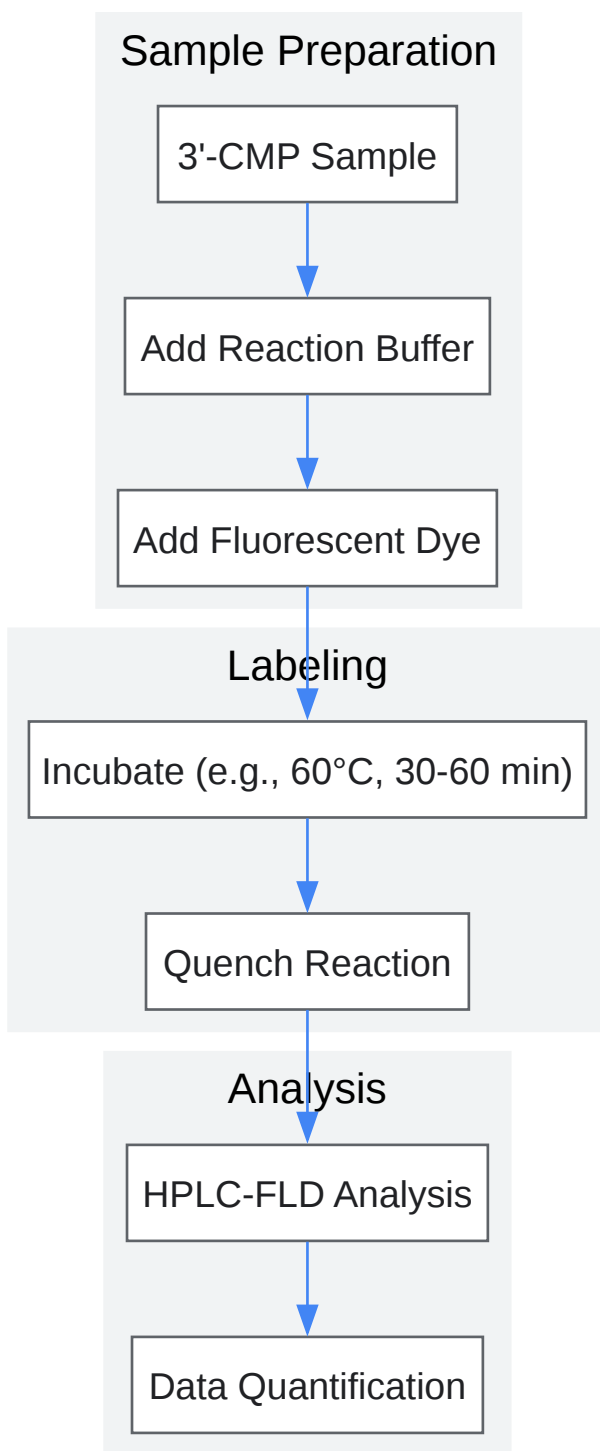 Sample Preparation
3'-CMP Sample
Add Reaction Buffer
Add Fluorescent Dye
Labeling
Incubate (e.g., 60°C, 30-60 min)
Quench Reaction
Analysis
HPLC-FLD Analysis
Data Quantification